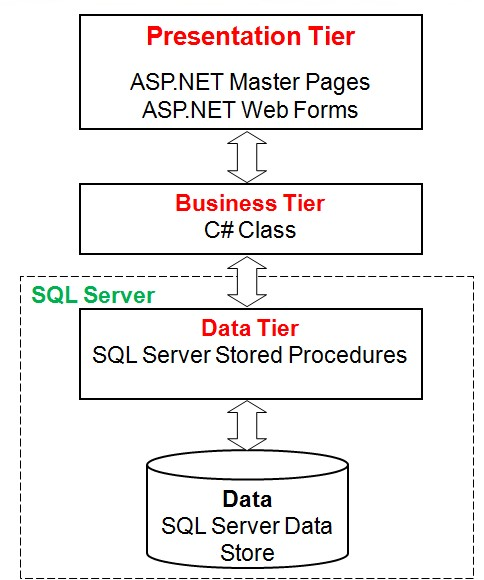 Presentation Tier
ASP.NET Master Pages
ASP.NET Web Forms
Business Tier
C# Class
SQL Server
Data Tier
SQL Server Stored Procedures
Data
SQL Server Data
Store